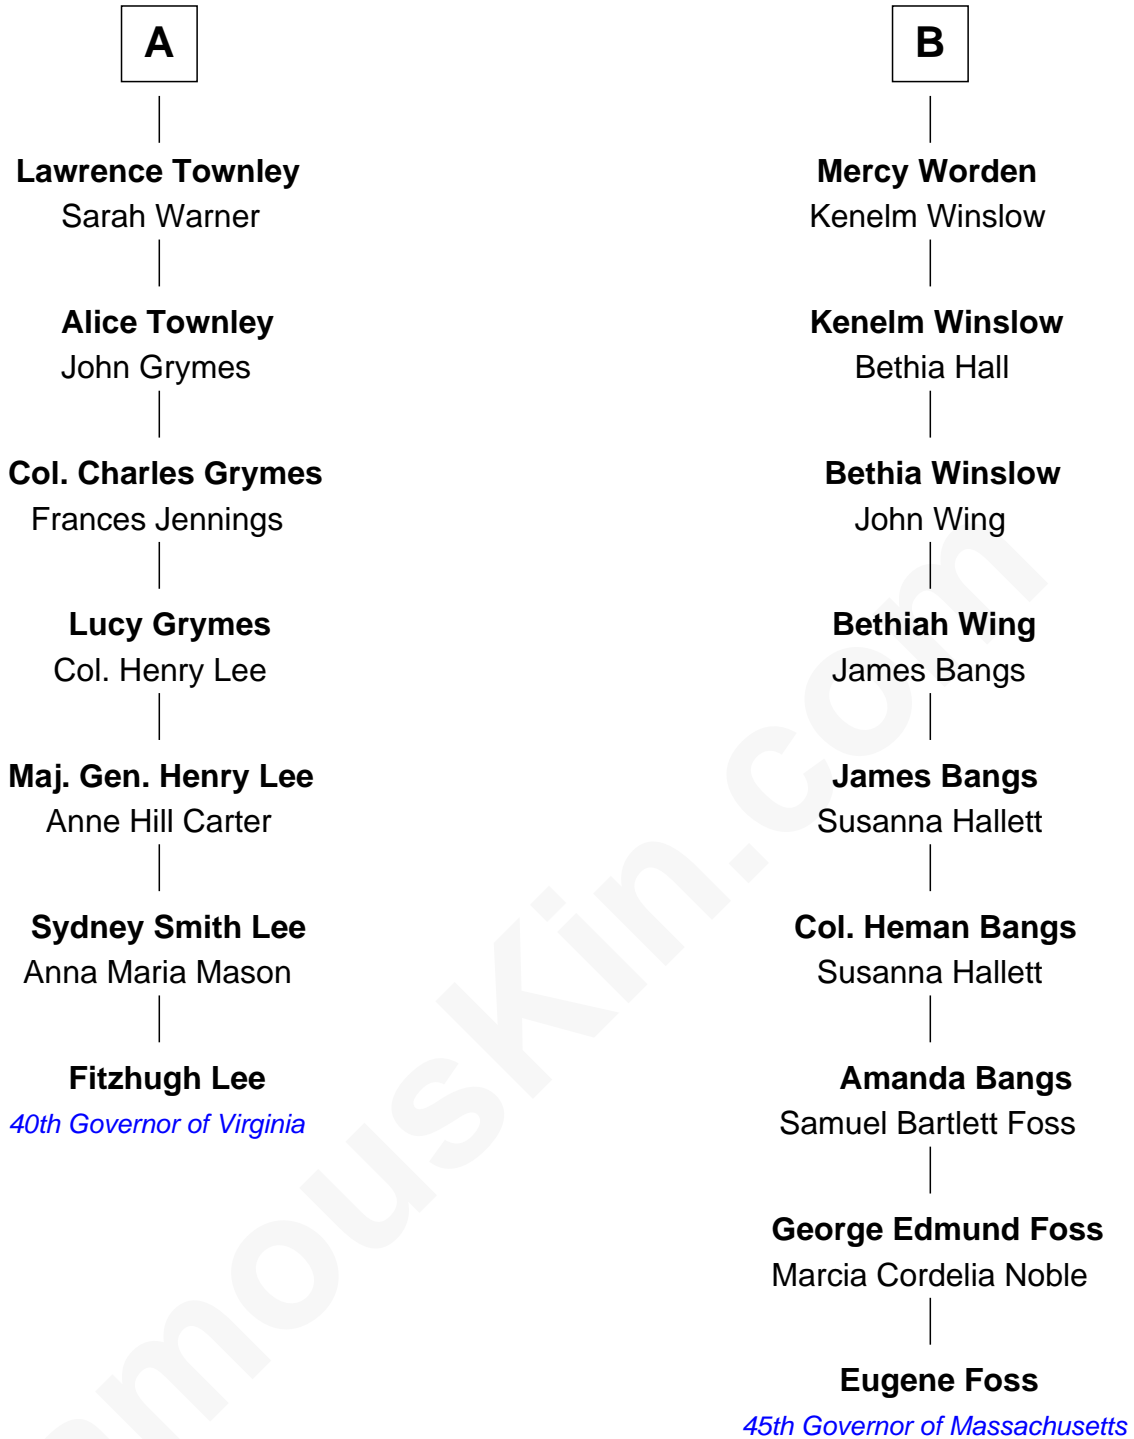 A
Lawrence Townley
Sarah Warner
Alice Townley
John Grymes
Col. Charles Grymes
Frances Jennings
Lucy Grymes
Col. Henry Lee
Maj. Gen. Henry Lee
Anne Hill Carter
Sydney Smith Lee
Anna Maria Mason
Fitzhugh Lee
40th Governor of Virginia
B
Mercy Worden
Kenelm Winslow
Kenelm Winslow
Bethia Hall
Bethia Winslow
John Wing
Bethiah Wing
James Bangs
James Bangs
Susanna Hallett
Col. Heman Bangs
Susanna Hallett
Amanda Bangs
Samuel Bartlett Foss
George Edmund Foss
Marcia Cordelia Noble
Eugene Foss
45th Governor of Massachusetts
amouskin.com